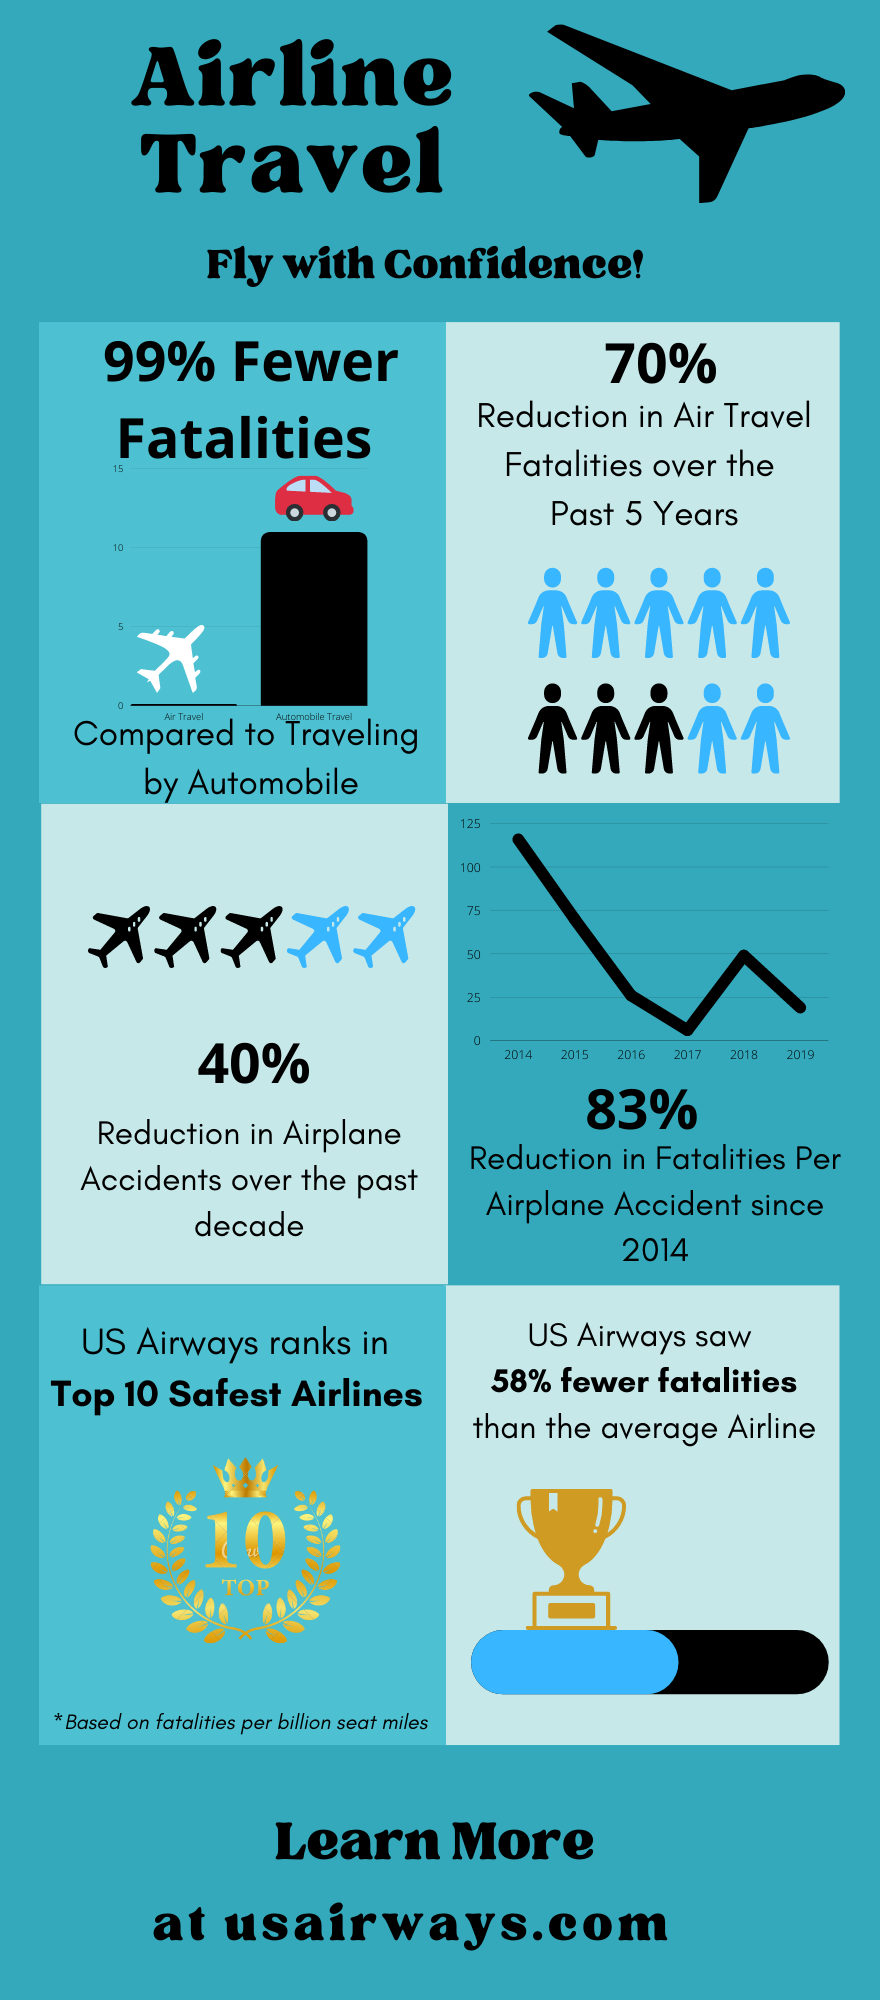 Airline
Travel
Fly with Confidence!
99% Fewer
Fatalities
15
10
5
0
Air Travel
Automobile Travel
Compared to Traveling
by Automobile
70%
Reduction in Air Travel
Fatalities over the
Past 5 Years
40%
Reduction in Airplane
Accidents over the past
decade
125
100
75
50
25
0
2014 2015 2016 2017 2018 2019
83%
Reduction in Fatalities Per
Airplane Accident since
2014
US Airways ranks in
Top 10 Safest Airlines
10
TOP
*Based on fatalities per billion seat miles
US Airways saw
58% fewer fatalities
than the average Airline
Learn More
at usairways.com